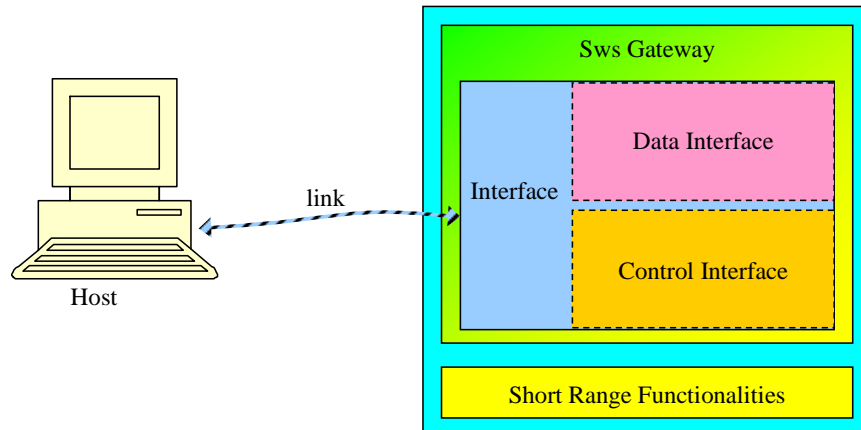 Sws Gateway
Data Interface
Interface
link
Control Interface
Host
Short Range Functionalities